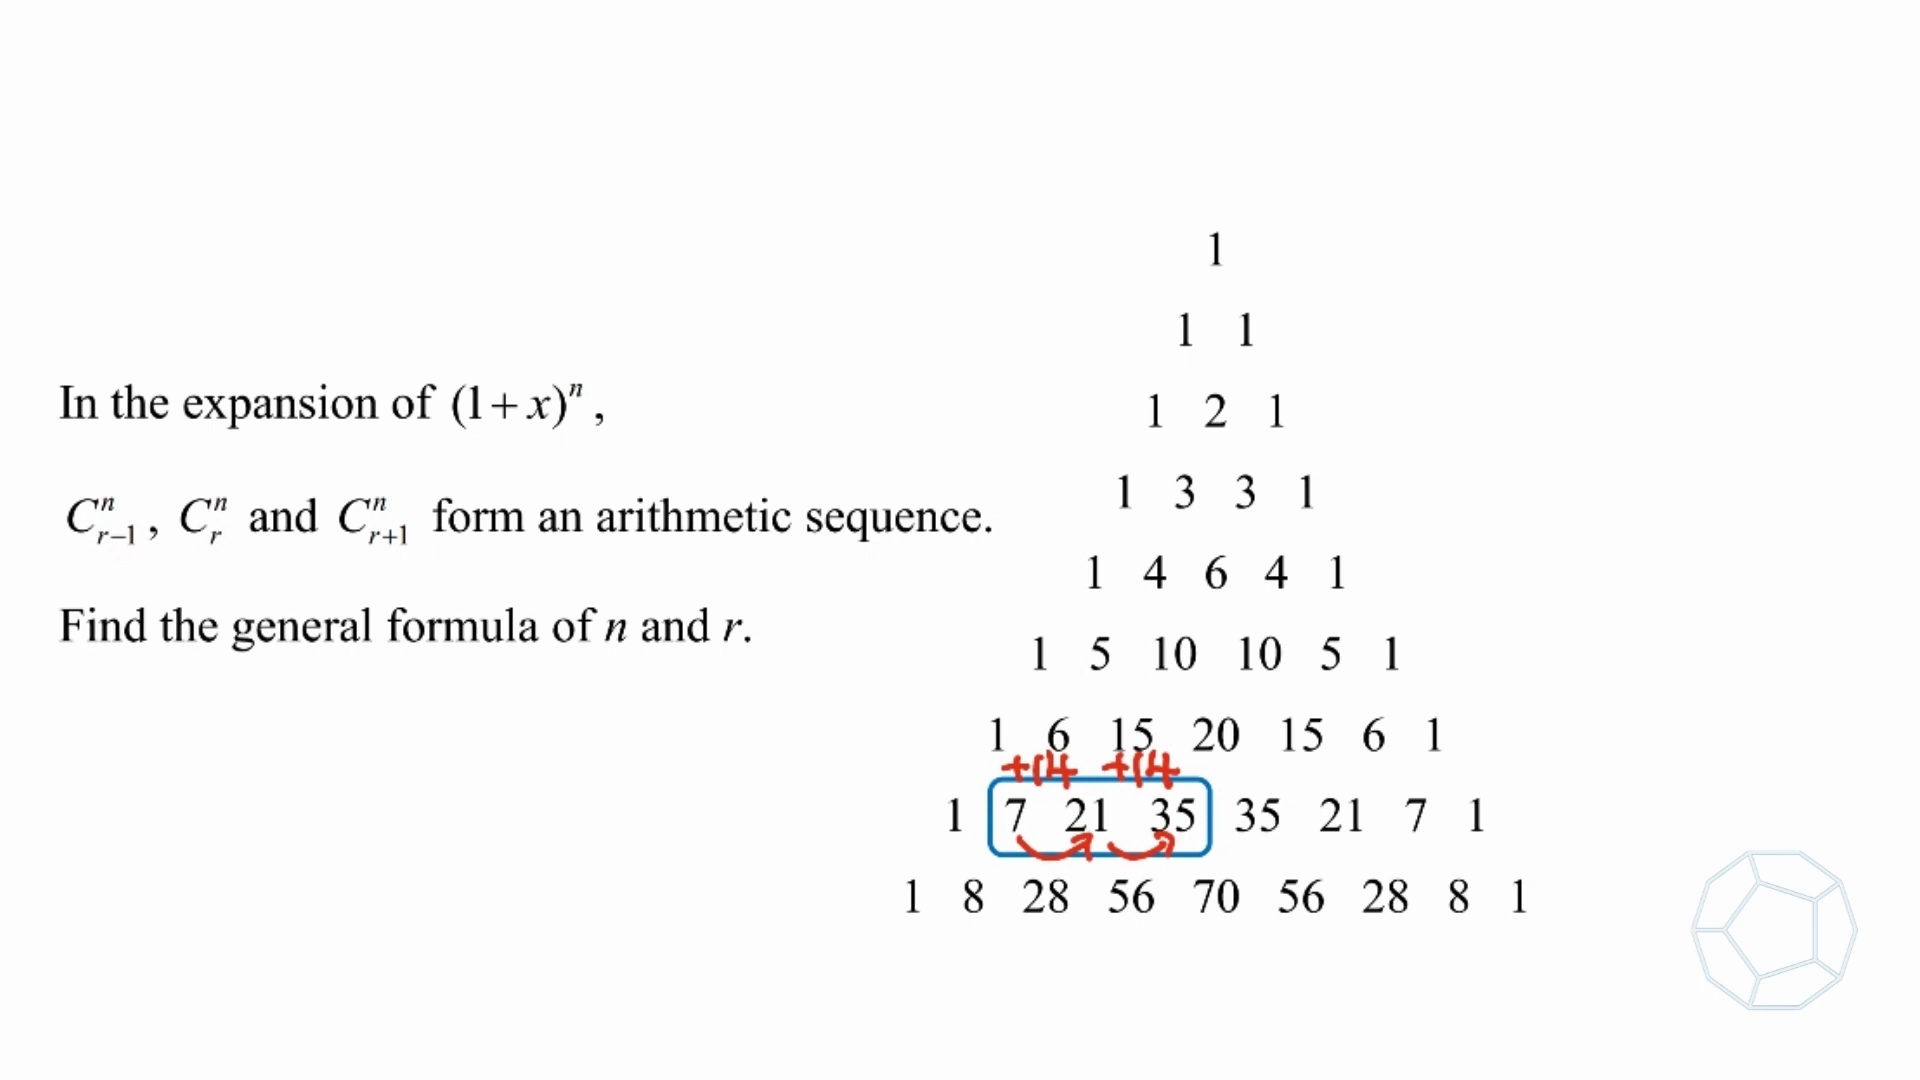 In the expansion of (1+x)ⁿ,
Cⁿᵣ₋₁, Cⁿᵣ and Cⁿᵣ₊₁ form an arithmetic sequence.
Find the general formula of n and r.
1
1 1
1 2 1
1 3 3 1
1 4 6 4 1
1 5 10 10 5 1
1 6 15 20 15 6 1
+14 +14
1 7 21 35 35 21 7 1
1 8 28 56 70 56 28 8 1